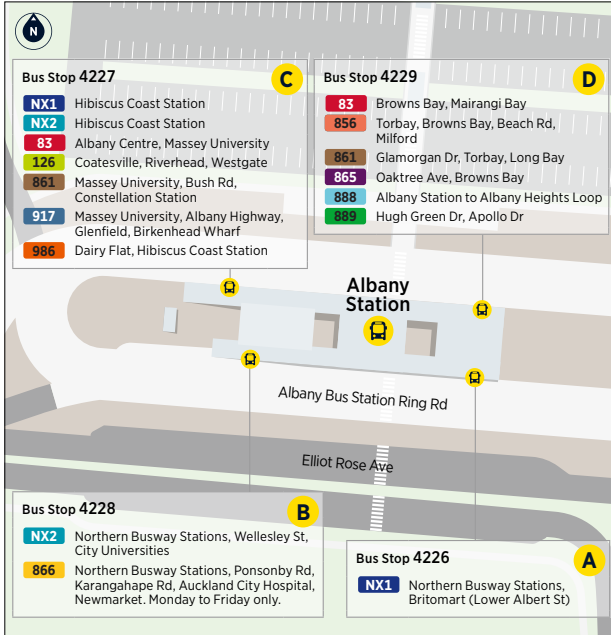 N
Bus Stop 4227
C
NX1 Hibiscus Coast Station
NX2 Hibiscus Coast Station
83 Albany Centre, Massey University
126 Coatesville, Riverhead, Westgate
861 Massey University, Bush Rd,
Constellation Station
917 Massey University, Albany Highway,
Glenfield, Birkenhead Wharf
986 Dairy Flat, Hibiscus Coast Station
Bus Stop 4229
D
83 Browns Bay, Mairangi Bay
856 Torbay, Browns Bay, Beach Rd,
Milford
861 Glamorgan Dr, Torbay, Long Bay
865 Oaktree Ave, Browns Bay
888 Albany Station to Albany Heights Loop
889 Hugh Green Dr, Apollo Dr
Albany
Station
Albany Bus Station Ring Rd
Elliot Rose Ave
Bus Stop 4228
B
NX2 Northern Busway Stations, Wellesley St,
City Universities
866 Northern Busway Stations, Ponsonby Rd,
Karangahape Rd, Auckland City Hospital,
Newmarket. Monday to Friday only.
Bus Stop 4226
A
NX1 Northern Busway Stations,
Britomart (Lower Albert St)